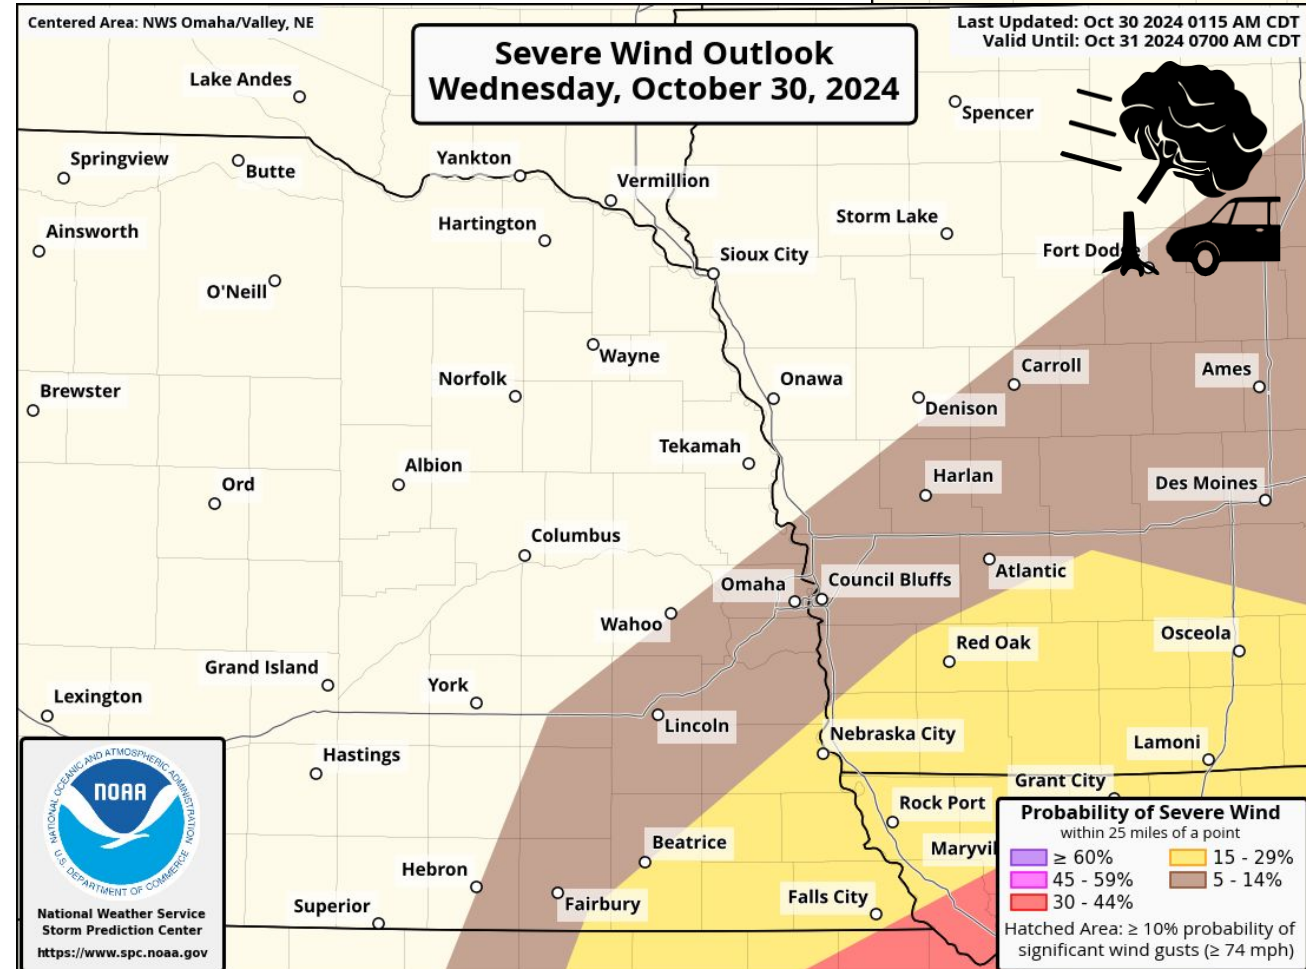 Centered Area: NWS Omaha/Valley, NE
Last Updated: Oct 30 2024 0115 AM CDT
Valid Until: Oct 31 2024 0700 AM CDT
Severe Wind Outlook
Wednesday, October 30, 2024
Lake Andes
Spencer
Springview
Butte
Yankton
Vermillion
Ainsworth
Hartington
Storm Lake
Sioux City
Fort Dodge
O'Neill
Wayne
Carroll
Ames
Brewster
Norfolk
Onawa
Denison
Tekamah
Albion
Harlan
Ord
Des Moines
Columbus
Atlantic
Omaha
Council Bluffs
Wahoo
Red Oak
Osceola
Grand Island
York
Lexington
Lincoln
Nebraska City
Lamoni
Hastings
Grant City
Rock Port
Beatrice
Maryvil
Hebron
Fairbury
Falls City
Superior
NATIONAL OCEANIC AND ATMOSPHERIC ADMINISTRATION
NOAA
U.S. DEPARTMENT OF COMMERCE
National Weather Service
Storm Prediction Center
https://www.spc.noaa.gov
Probability of Severe Wind
within 25 miles of a point
≥ 60%
15 - 29%
45 - 59%
5 - 14%
30 - 44%
Hatched Area: ≥ 10% probability of
significant wind gusts (≥ 74 mph)